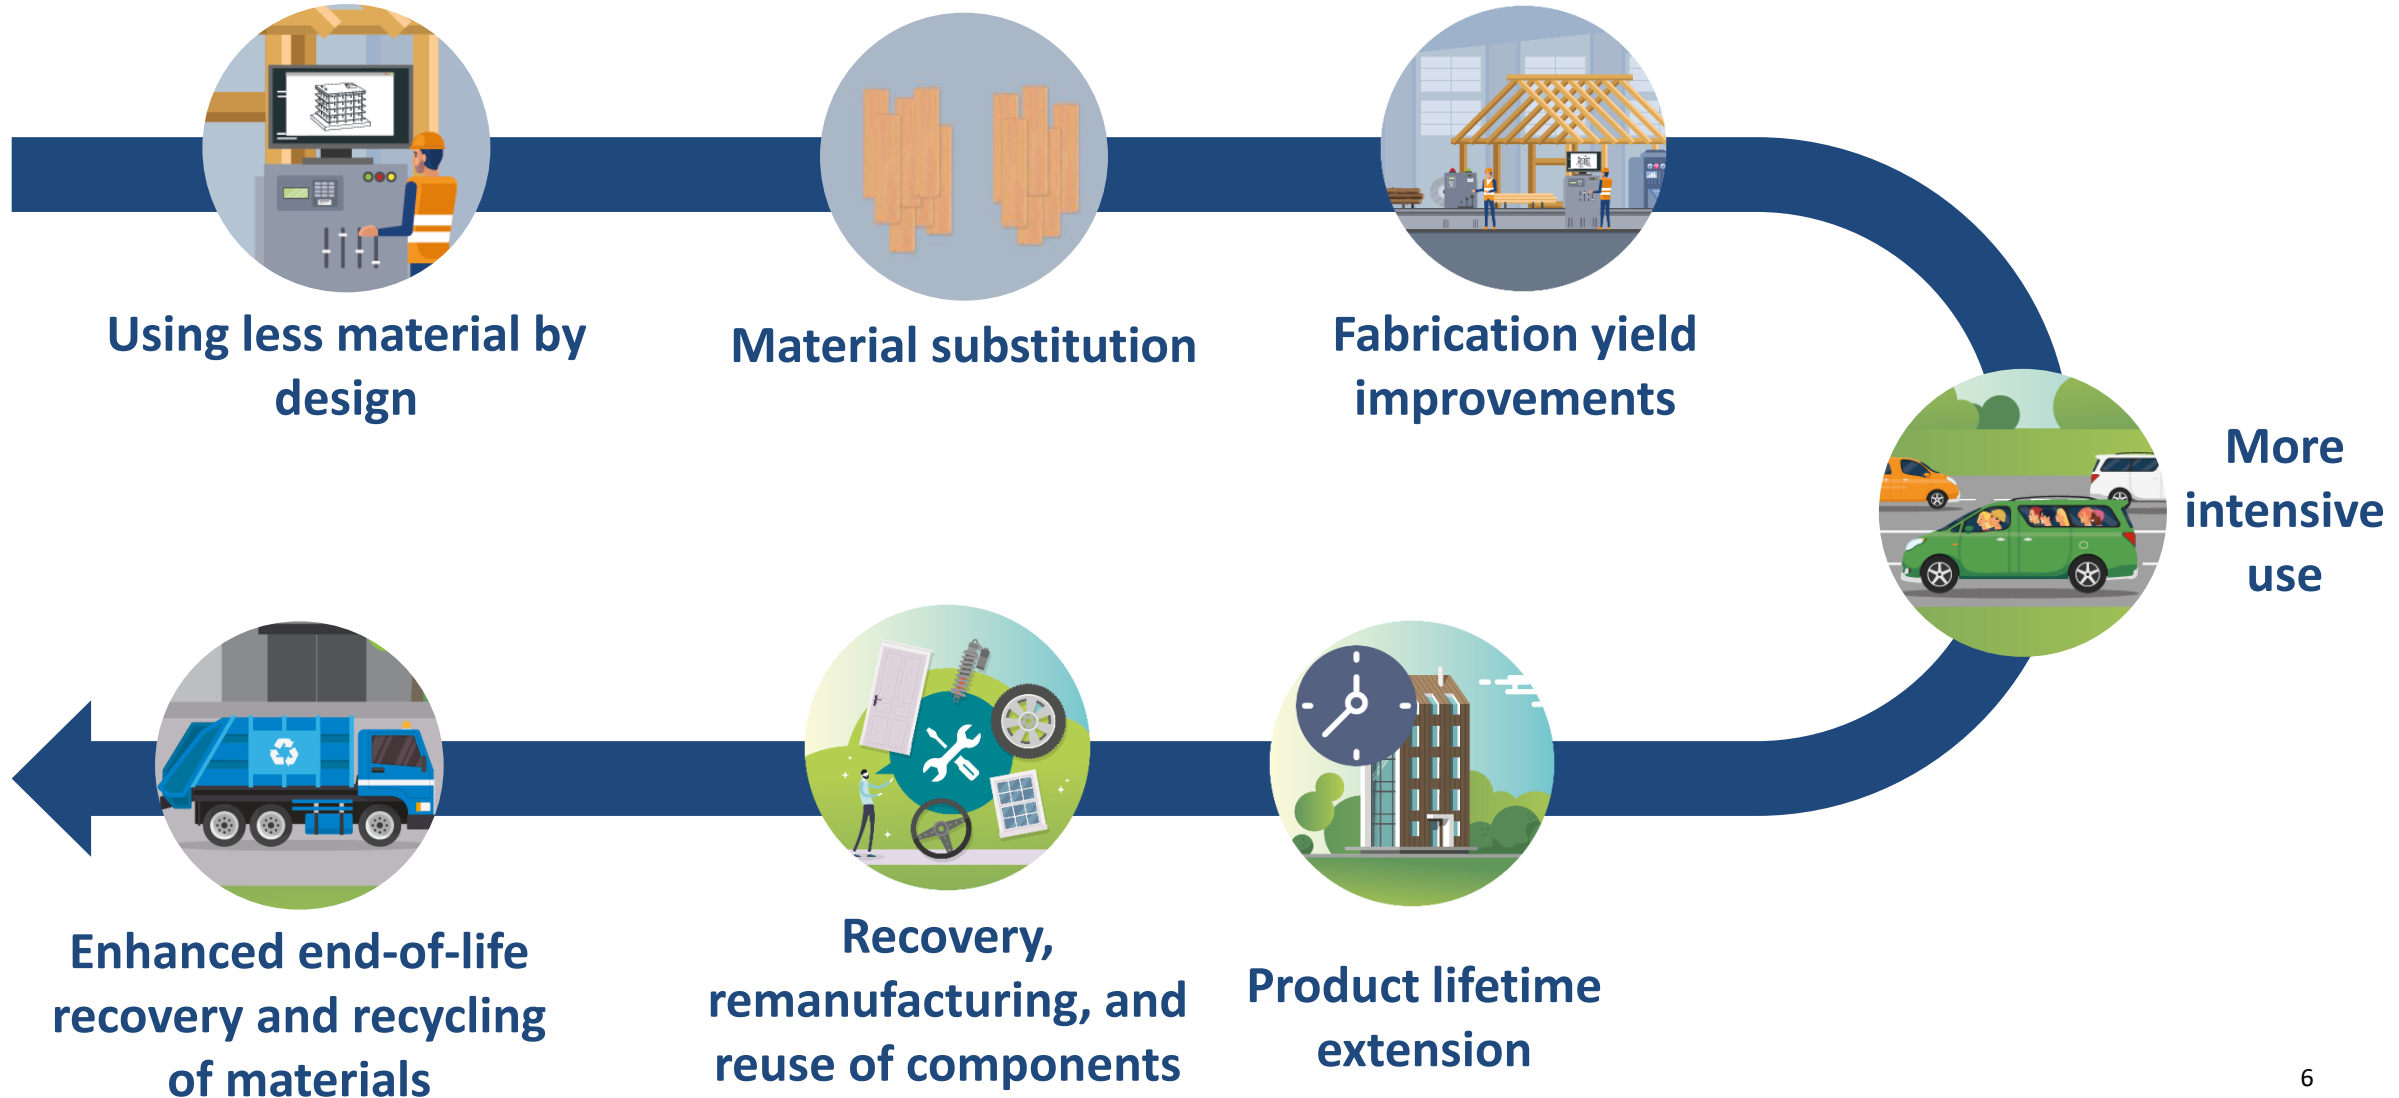 Using less material by
design
Material substitution
Fabrication yield
improvements
More
intensive
use
Product lifetime
extension
Recovery,
remanufacturing, and
reuse of components
Enhanced end-of-life
recovery and recycling
of materials
6